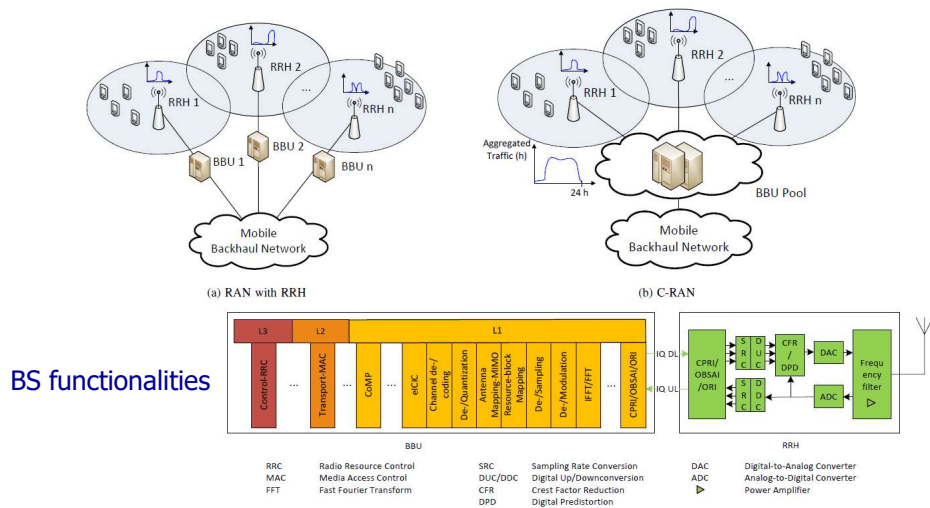 RRH 1
RRH 2
...
RRH n
BBU 1
BBU 2
BBU n
Mobile
Backhaul Network
(a) RAN with RRH
RRH 1
RRH 2
...
RRH n
Aggregated
Traffic (h)
24 h
BBU Pool
Mobile
Backhaul Network
(b) C-RAN
BS functionalities
L3
L2
L1
Control-RRC
...
Transport-MAC
...
CoMP
...
eICIC
Channel de-/
coding
De-/Quantization
Antenna
Mapping-MIMO
Resource-block
Mapping
De-/Sampling
De-/Modulation
IFFT/FFT
...
CPRI/OBSAI/ORI
BBU
IQ DL
IQ UL
CPRI/
OBSAI/
/ORI
SRC
DUC
CFR
/
DPD
DAC
SRC
DDC
ADC
Frequ
ency
filter
RRH
RRC Radio Resource Control
MAC Media Access Control
FFT Fast Fourier Transform
SRC Sampling Rate Conversion
DUC/DDC Digital Up/Downconversion
CFR Crest Factor Reduction
DPD Digital Predistortion
DAC Digital-to-Analog Converter
ADC Analog-to-Digital Converter
Power Amplifier